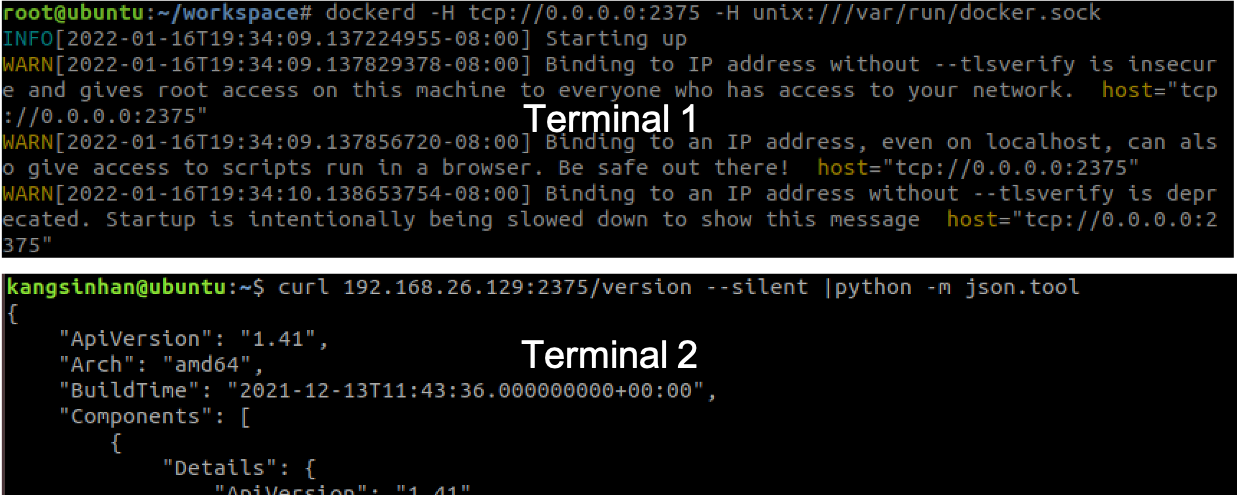 root@ubuntu:~/workspace# dockerd -H tcp://0.0.0.0:2375 -H unix:///var/run/docker.sock
INFO[2022-01-16T19:34:09.137224955-08:00] Starting up
WARN[2022-01-16T19:34:09.137829378-08:00] Binding to IP address without --tlsverify is insecur
e and gives root access on this machine to everyone who has access to your network.  host="tcp
://0.0.0.0:2375"
Terminal 1
WARN[2022-01-16T19:34:09.137856720-08:00] Binding to an IP address, even on localhost, can als
o give access to scripts run in a browser. Be safe out there!  host="tcp://0.0.0.0:2375"
WARN[2022-01-16T19:34:10.138653754-08:00] Binding to an IP address without --tlsverify is depr
ecated. Startup is intentionally being slowed down to show this message  host="tcp://0.0.0.0:2
375"
kangsinhan@ubuntu:~$ curl 192.168.26.129:2375/version --silent |python -m json.tool
{
    "ApiVersion": "1.41",
Terminal 2
    "Arch": "amd64",
    "BuildTime": "2021-12-13T11:43:36.000000000+00:00",
    "Components": [
        {
            "Details": {
                "ApiVersion": "1.41"